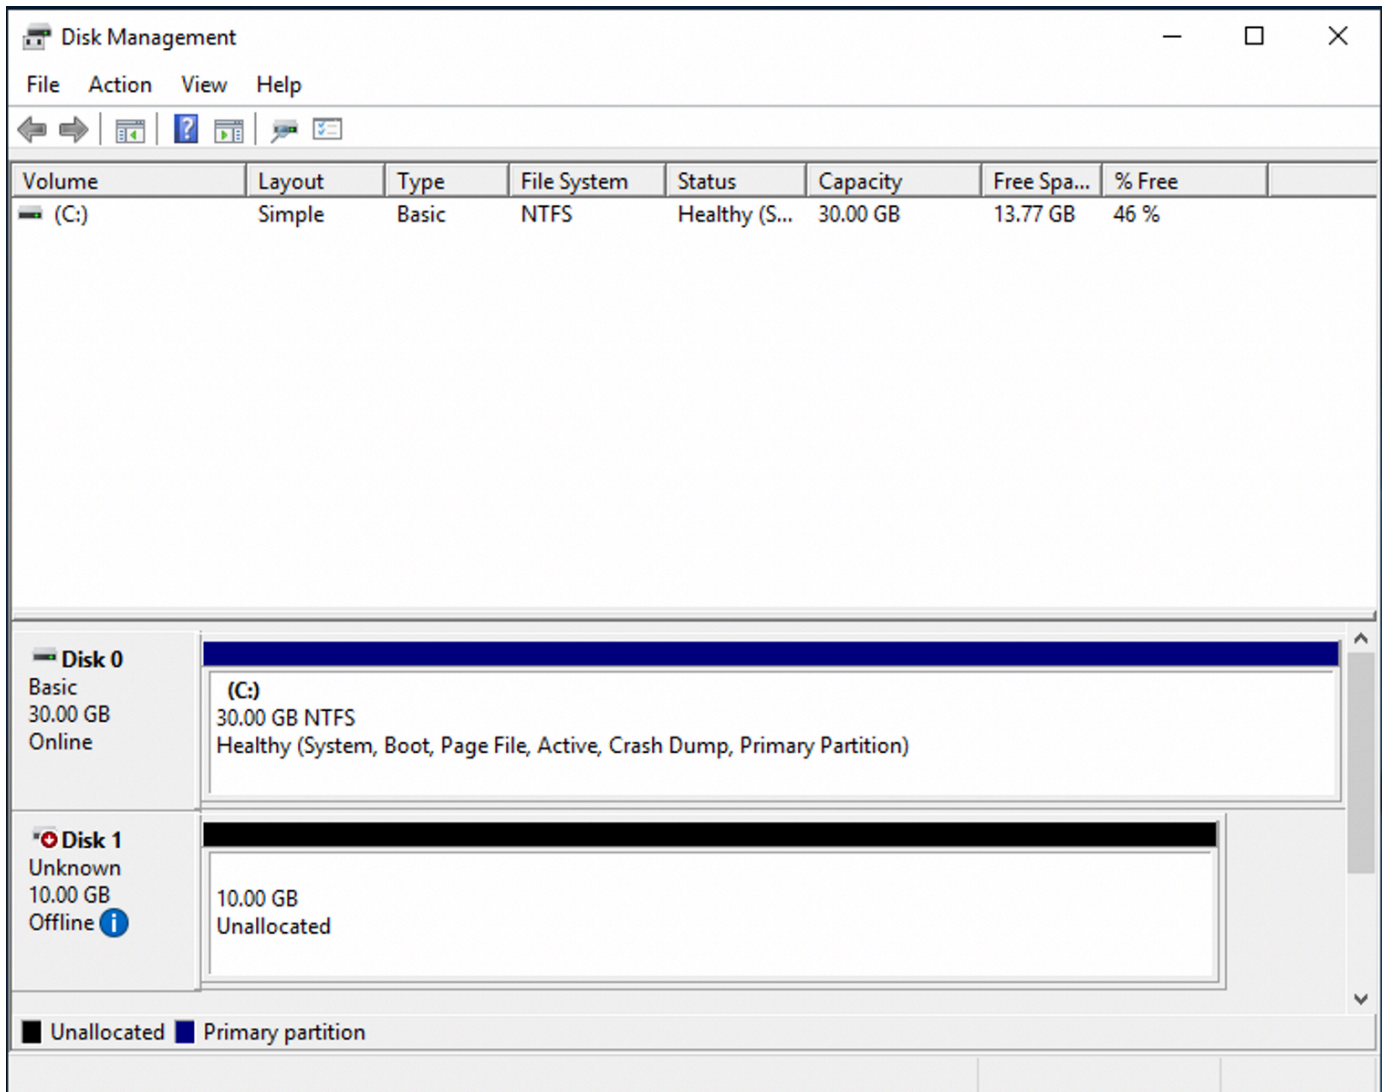 Disk Management
File Action View Help
Volume Layout Type File System Status Capacity Free Spa... % Free
(C:) Simple Basic NTFS Healthy (S... 30.00 GB 13.77 GB 46 %
Disk 0
Basic
30.00 GB
Online
(C:)
30.00 GB NTFS
Healthy (System, Boot, Page File, Active, Crash Dump, Primary Partition)
Disk 1
Unknown
10.00 GB
Offline
10.00 GB
Unallocated
Unallocated Primary partition